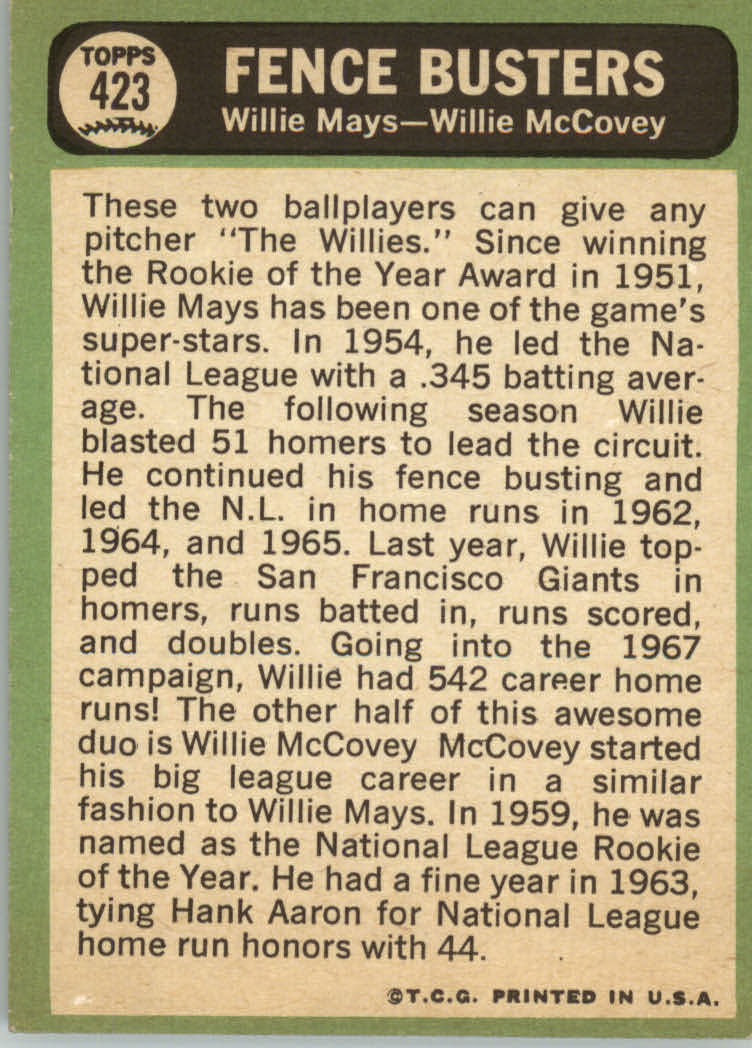 TOPPS
423
FENCE BUSTERS
Willie Mays—Willie McCovey
These two ballplayers can give any
pitcher "The Willies." Since winning
the Rookie of the Year Award in 1951,
Willie Mays has been one of the game's
super-stars. In 1954, he led the Na-
tional League with a .345 batting aver-
age. The following season Willie
blasted 51 homers to lead the circuit.
He continued his fence busting and
led the N.L. in home runs in 1962,
1964, and 1965. Last year, Willie top-
ped the San Francisco Giants in
homers, runs batted in, runs scored,
and doubles. Going into the 1967
campaign, Willie had 542 career home
runs! The other half of this awesome
duo is Willie McCovey McCovey started
his big league career in a similar
fashion to Willie Mays. In 1959, he was
named as the National League Rookie
of the Year. He had a fine year in 1963,
tying Hank Aaron for National League
home run honors with 44.
©T.C.G. PRINTED IN U.S.A.